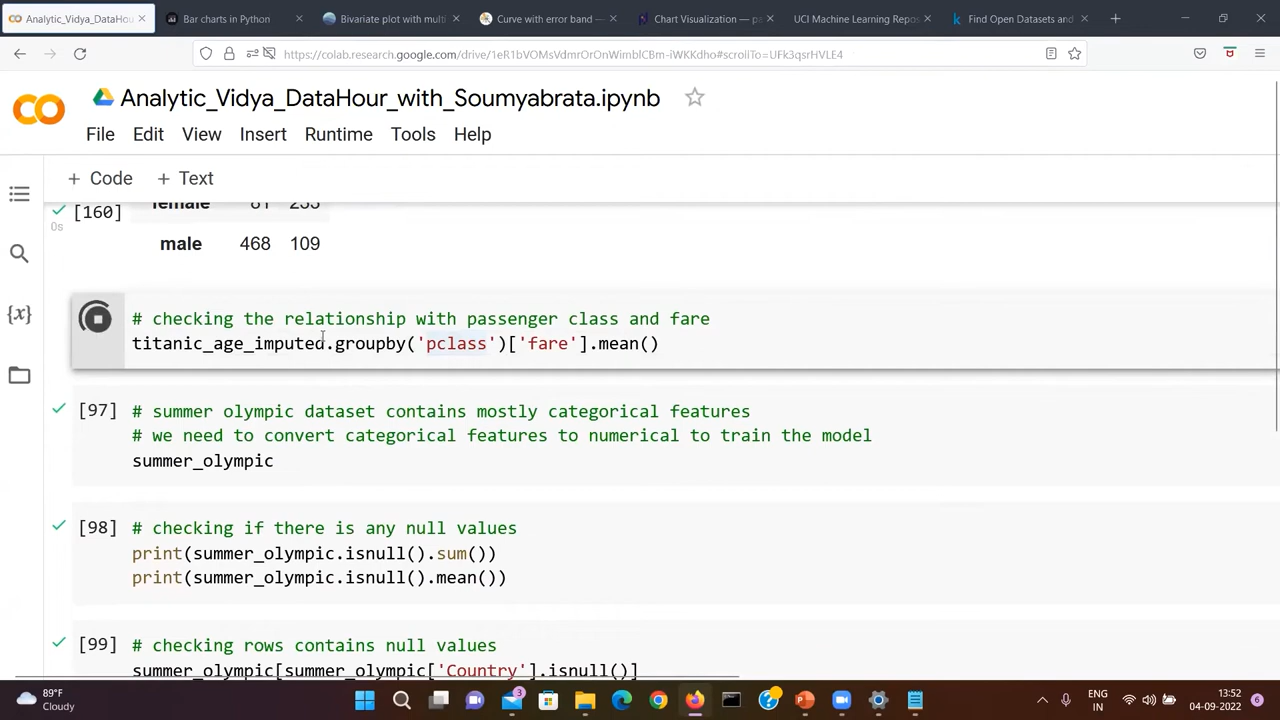 Analytic_Vidya_DataHour_with_S
Bar charts in Python
Bivariate plot with multi
Curve with error band —
Chart Visualization — pa
UCI Machine Learning Repos
Find Open Datasets and
https://colab.research.google.com/drive/1eR1bVOMsVdmrOrOnWimblCBm-iWKKdho#scrollTo=UFk3qsrHVLE4
Analytic_Vidya_DataHour_with_Soumyabrata.ipynb
File Edit View Insert Runtime Tools Help
+ Code + Text
female 81 233
[160]
0s
male 468 109
# checking the relationship with passenger class and fare
titanic_age_imputed.groupby('pclass')['fare'].mean()
[97] # summer olympic dataset contains mostly categorical features
# we need to convert categorical features to numerical to train the model
summer_olympic
[98] # checking if there is any null values
print(summer_olympic.isnull().sum())
print(summer_olympic.isnull().mean())
[99] # checking rows contains null values
summer_olympic[summer_olympic['Country'].isnull()]
{x}
89°F
Cloudy
3
ENG
IN
13:52
04-09-2022
6